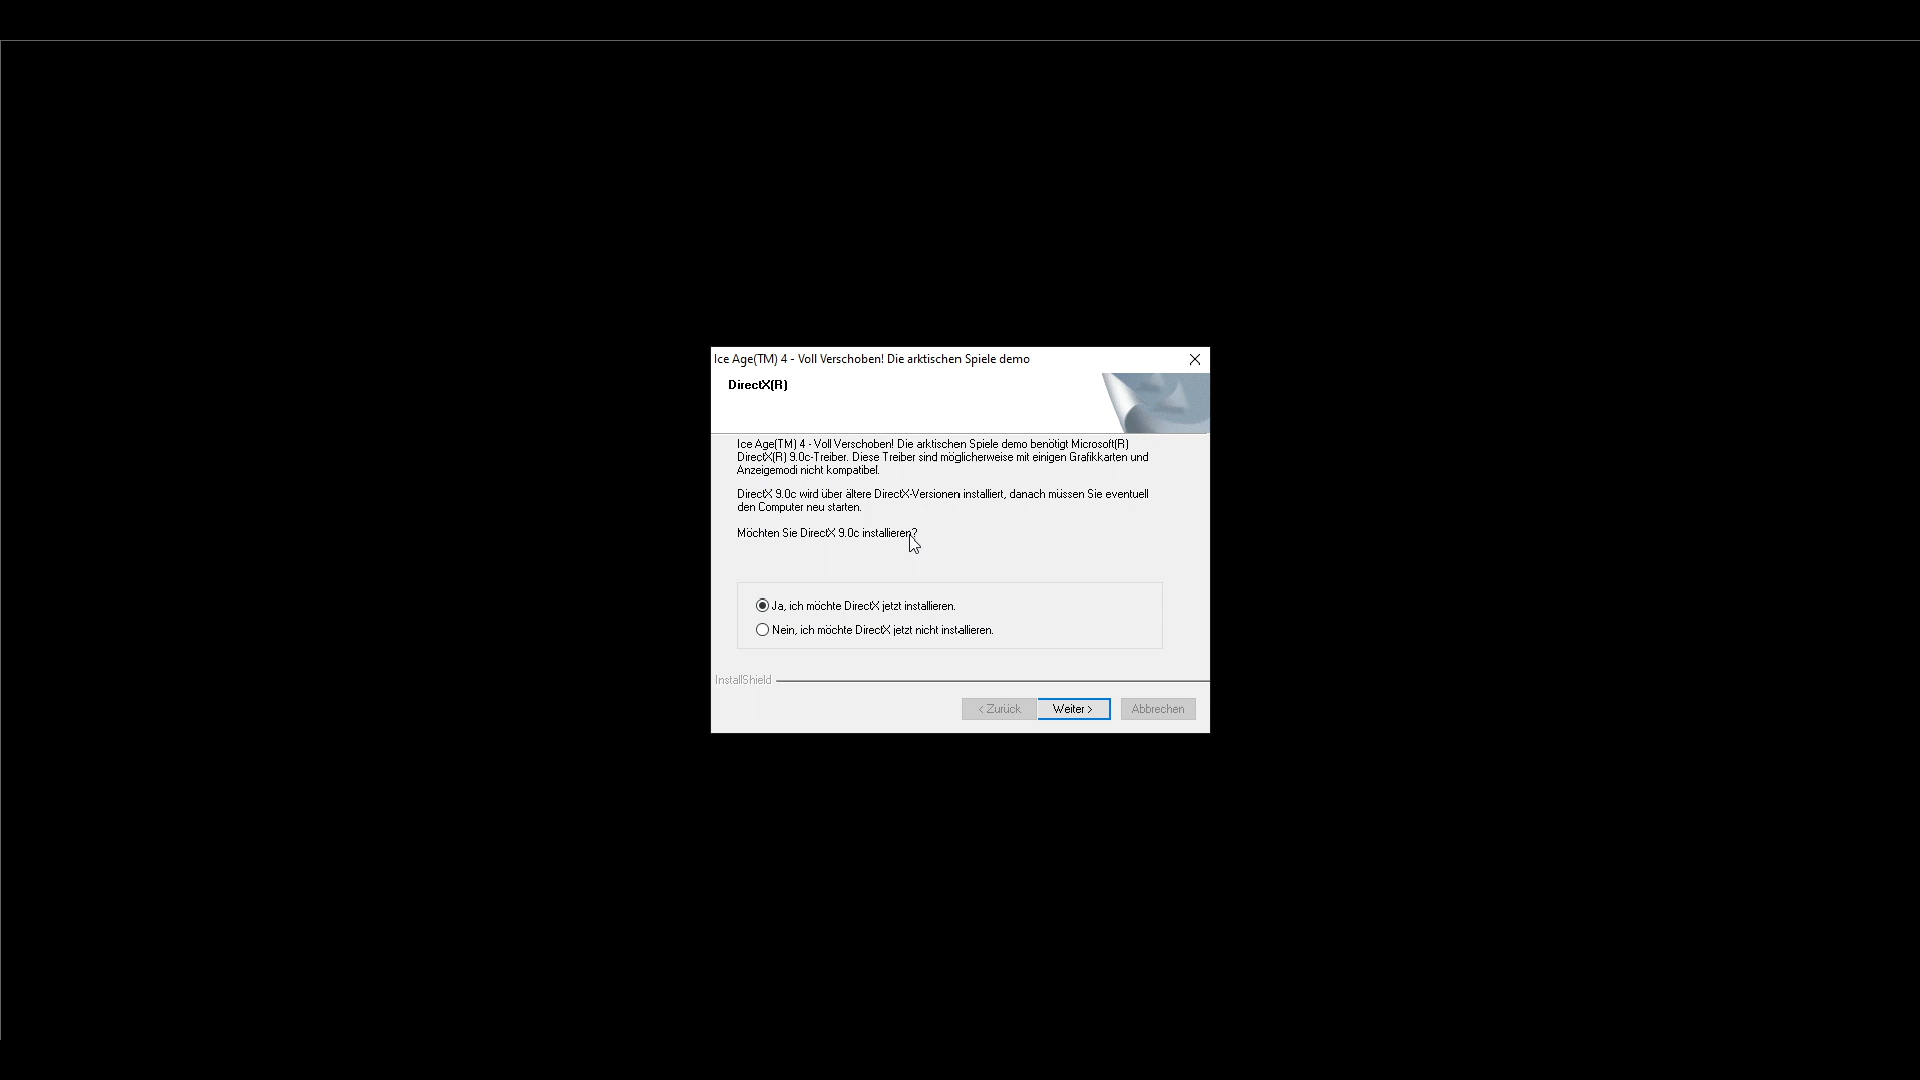 Ice Age(TM) 4 - Voll Verschoben! Die arktischen Spiele demo
DirectX(R)
Ice Age(TM) 4 - Voll Verschoben! Die arktischen Spiele demo benötigt Microsoft(R)
DirectX(R) 9.0c-Treiber. Diese Treiber sind möglicherweise mit einigen Grafikkarten und
Anzeigemodi nicht kompatibel.
DirectX 9.0c wird über ältere DirectX-Versionen installiert, danach müssen Sie eventuell
den Computer neu starten.
Möchten Sie DirectX 9.0c installieren?
Ja, ich möchte DirectX jetzt installieren.
Nein, ich möchte DirectX jetzt nicht installieren.
InstallShield
< Zurück
Weiter >
Abbrechen